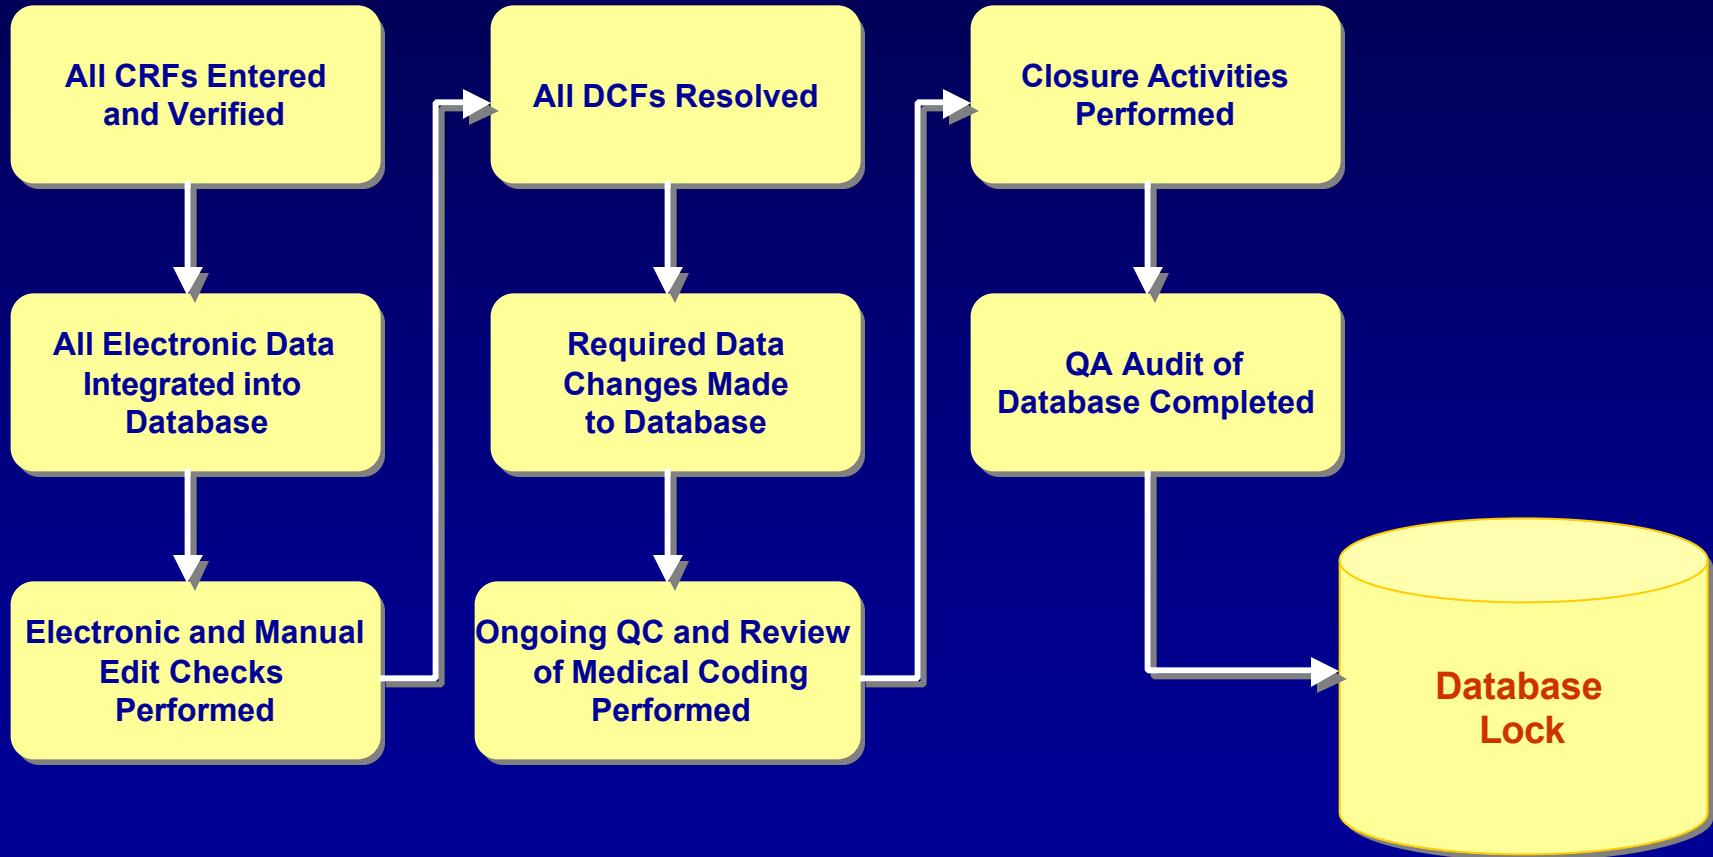 All CRFs Entered
and Verified
All Electronic Data
Integrated into
Database
Electronic and Manual
Edit Checks
Performed
All DCFs Resolved
Required Data
Changes Made
to Database
Ongoing QC and Review
of Medical Coding
Performed
Closure Activities
Performed
QA Audit of
Database Completed
Database
Lock